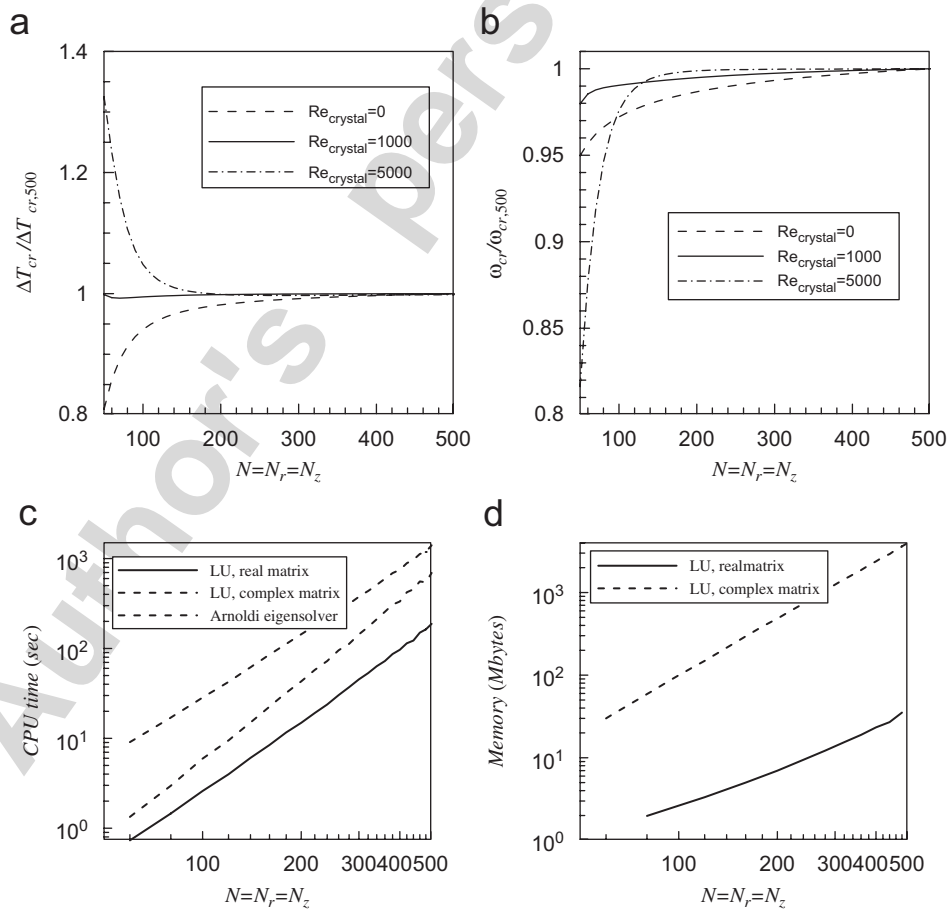 a
1.4
1.2
1
0.8
ΔT_cr/ΔT_cr,500
Re_crystal=0
Re_crystal=1000
Re_crystal=5000
100 200 300 400 500
N=N_r=N_z
b
1
0.95
0.9
0.85
0.8
ω_cr/ω_cr,500
Re_crystal=0
Re_crystal=1000
Re_crystal=5000
100 200 300 400 500
N=N_r=N_z
c
10^3
10^2
10^1
10^0
CPU time (sec)
LU, real matrix
LU, complex matrix
Arnoldi eigensolver
100 200 300400500
N=N_r=N_z
d
10^3
10^2
10^1
10^0
Memory (Mbytes)
LU, realmatrix
LU, complex matrix
100 200 300400500
N=N_r=N_z
Author's pers